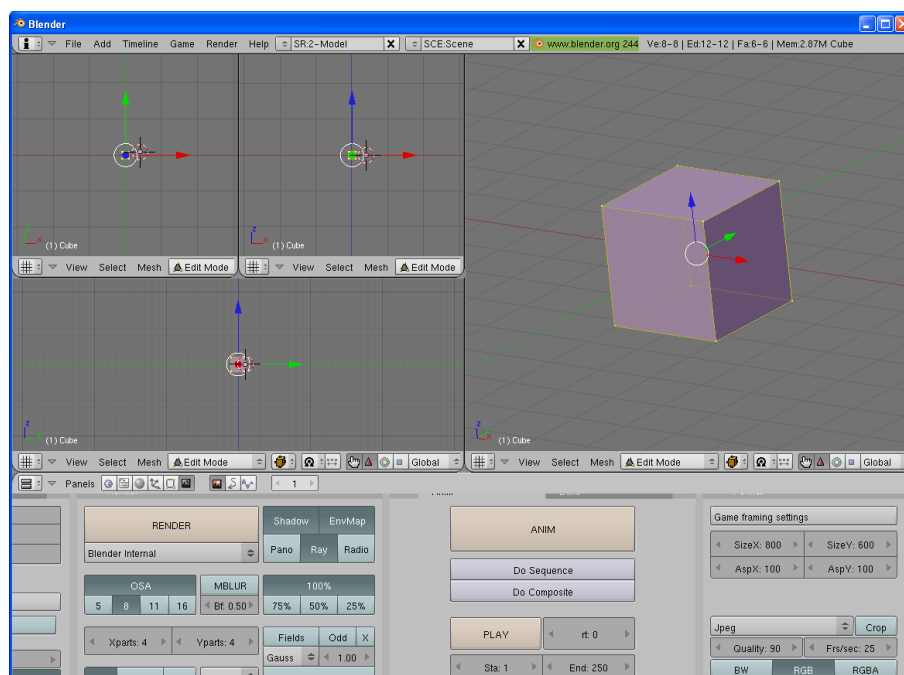 Blender
File Add Timeline Game Render Help SR:2-Model X SCE:Scene X www.blender.org 244 Ve:8-8 | Ed:12-12 | Fa:6-6 | Mem:2.87M Cube
z x (1) Cube
View Select Mesh Edit Mode
(1) Cube
View Select Mesh Edit Mode
z (1) Cube
View Select Mesh Edit Mode Global
z (1) Cube
View Select Mesh Edit Mode Global
Panels 1
RENDER
Blender Internal
Shadow EnvMap
Pano Ray Radio
OSA
5 8 11 16
MBLUR
Bf: 0.50
100%
75% 50% 25%
Xparts: 4 Yparts: 4
Fields Odd X
Gauss 1.00
ANIM
Do Sequence
Do Composite
PLAY rt: 0
Sta: 1 End: 250
Game framing settings
SizeX: 800 SizeY: 600
AspX: 100 AspY: 100
Jpeg Crop
Quality: 90 Frs/sec: 25
BW RGB RGBA